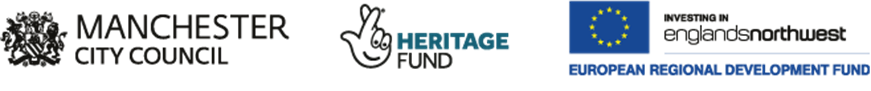 MANCHESTER
CITY COUNCIL
HERITAGE
FUND
INVESTING IN
englandsnorthwest
EUROPEAN REGIONAL DEVELOPMENT FUND